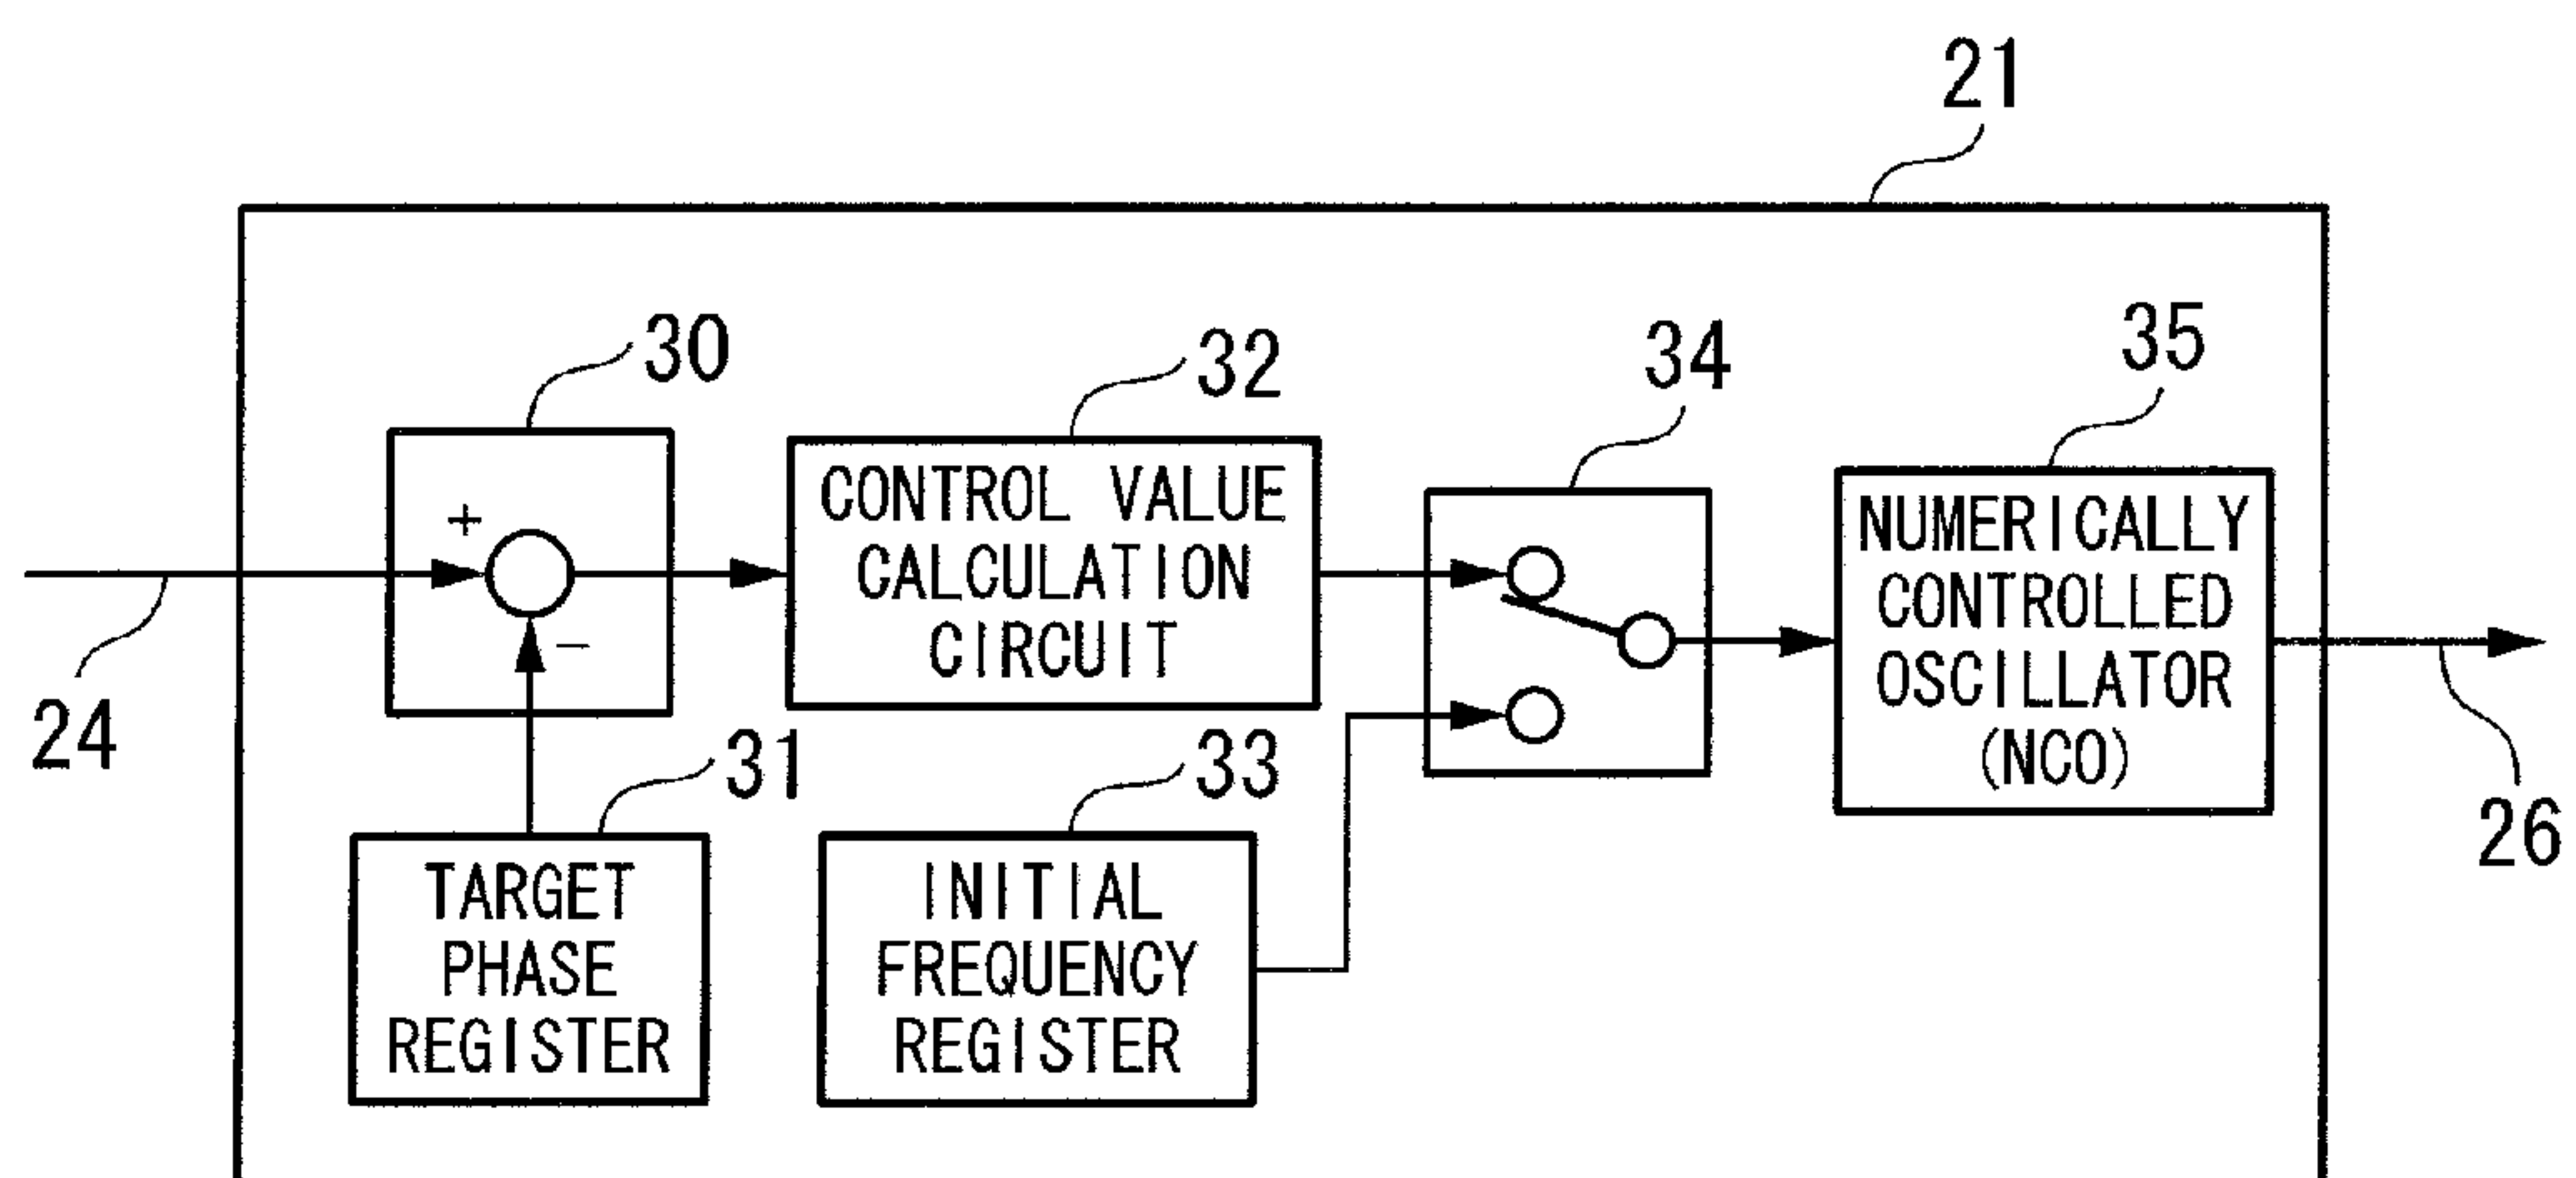 21
30
32
34
35
CONTROL VALUE
CALCULATION
CIRCUIT
NUMERICALLY
CONTROLLED
OSCILLATOR
(NCO)
+
−
24
31
33
26
TARGET
PHASE
REGISTER
INITIAL
FREQUENCY
REGISTER